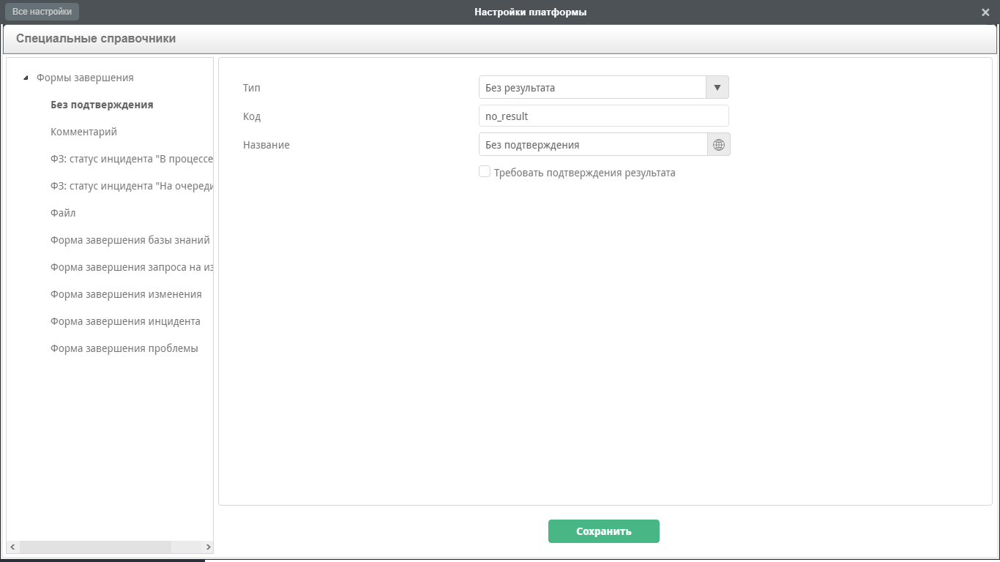 Все настройки
Настройки платформы
Специальные справочники
Формы завершения
Без подтверждения
Комментарий
ФЗ: статус инцидента "В процессе
ФЗ: статус инцидента "На очереди
Файл
Форма завершения базы знаний
Форма завершения запроса на из
Форма завершения изменения
Форма завершения инцидента
Форма завершения проблемы
Тип
Без результата
Код
no_result
Название
Без подтверждения
Требовать подтверждения результата
Сохранить